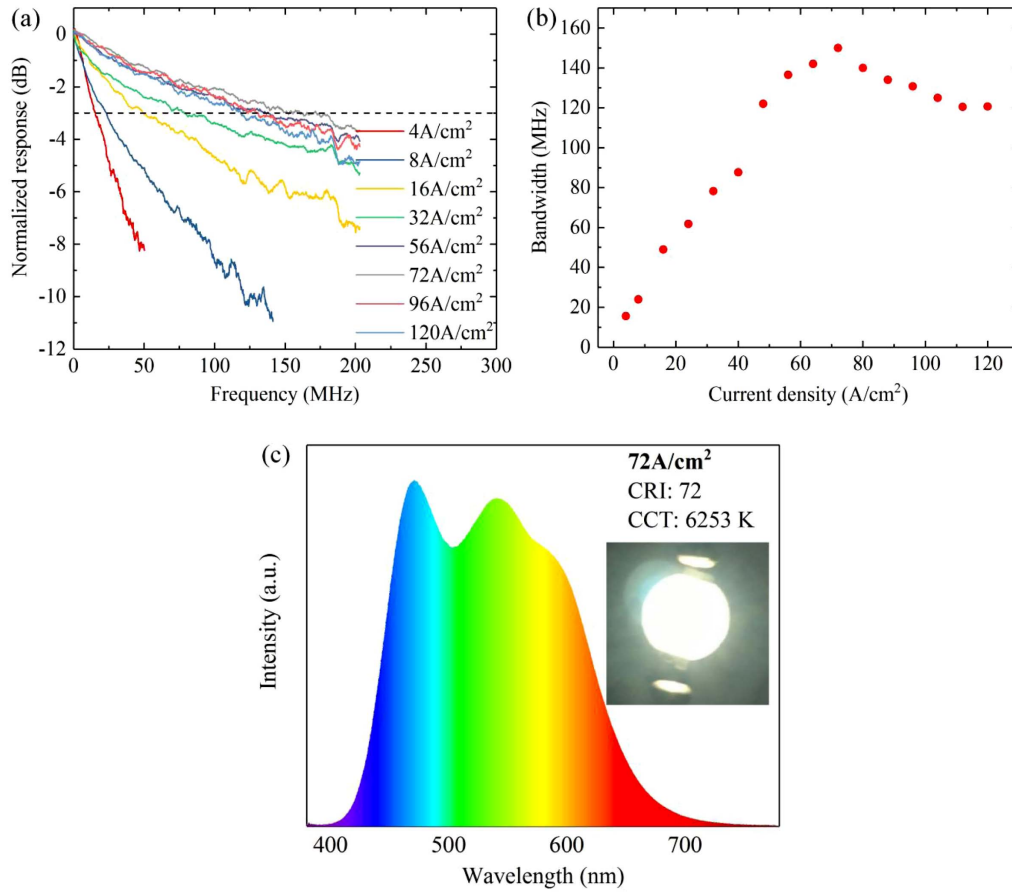 (a)
0
-2
-4
-6
-8
-10
-12
Normalized response (dB)
4A/cm²
8A/cm²
16A/cm²
32A/cm²
56A/cm²
72A/cm²
96A/cm²
120A/cm²
0 50 100 150 200 250 300
Frequency (MHz)
(b)
160
140
120
100
80
60
40
20
0
Bandwidth (MHz)
0 20 40 60 80 100 120
Current density (A/cm²)
(c)
72A/cm²
CRI: 72
CCT: 6253 K
Intensity (a.u.)
400 500 600 700
Wavelength (nm)